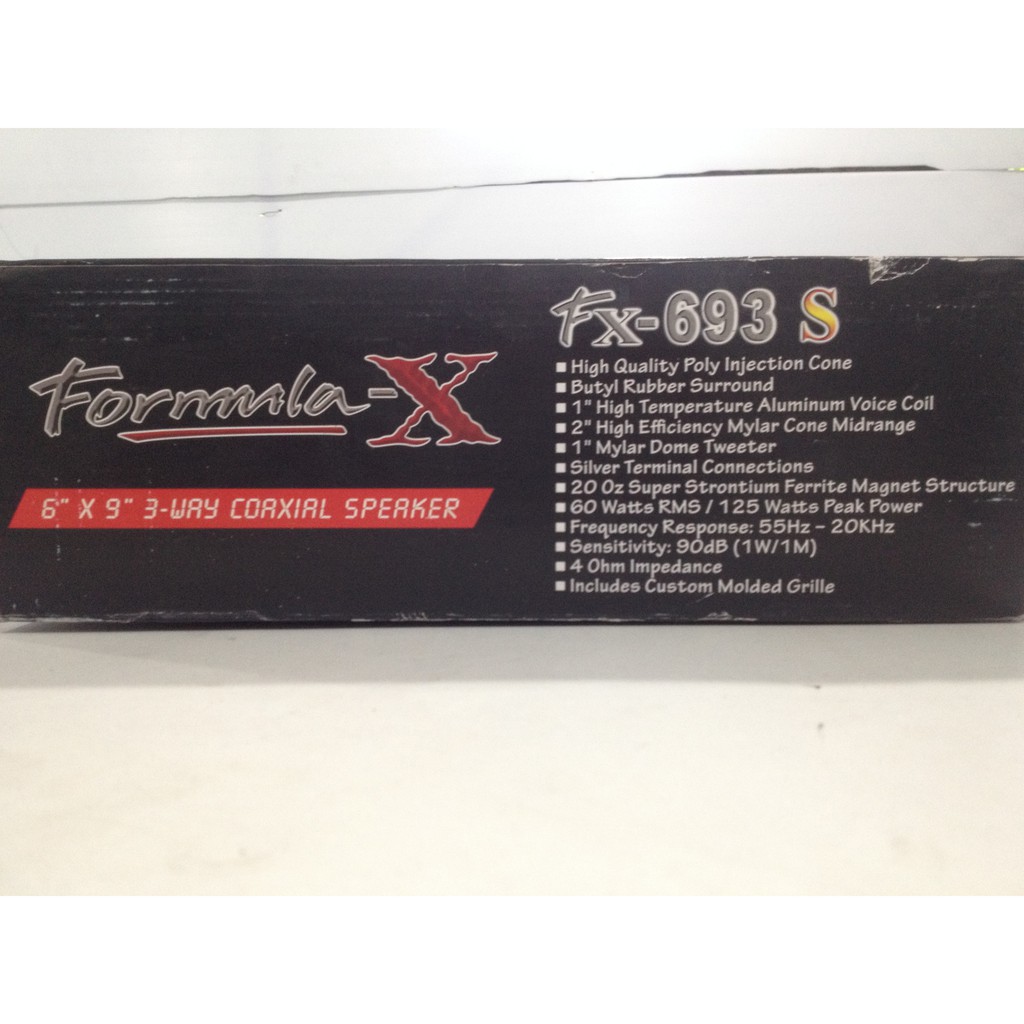 Formula-X
6" X 9" 3-WAY COAXIAL SPEAKER
Fx-693 S
■ High Quality Poly Injection Cone
■ Butyl Rubber Surround
■ 1" High Temperature Aluminum Voice Coil
■ 2" High Efficiency Mylar Cone Midrange
■ 1" Mylar Dome Tweeter
■ Silver Terminal Connections
■ 20 Oz Super Strontium Ferrite Magnet Structure
■ 60 Watts RMS / 125 Watts Peak Power
■ Frequency Response: 55Hz – 20KHz
■ Sensitivity: 90dB (1W/1M)
■ 4 Ohm Impedance
■ Includes Custom Molded Grille